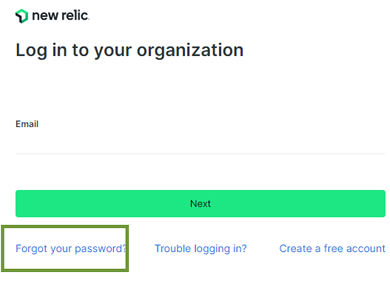 new relic
Log in to your organization
Email
Next
Forgot your password? Trouble logging in? Create a free account